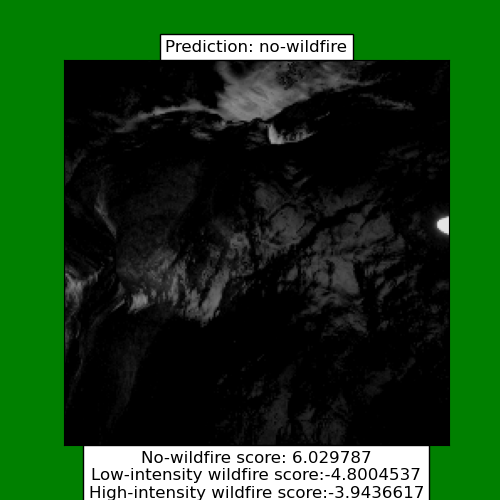 Prediction: no-wildfire
No-wildfire score: 6.029787
Low-intensity wildfire score:-4.8004537
High-intensity wildfire score:-3.9436617